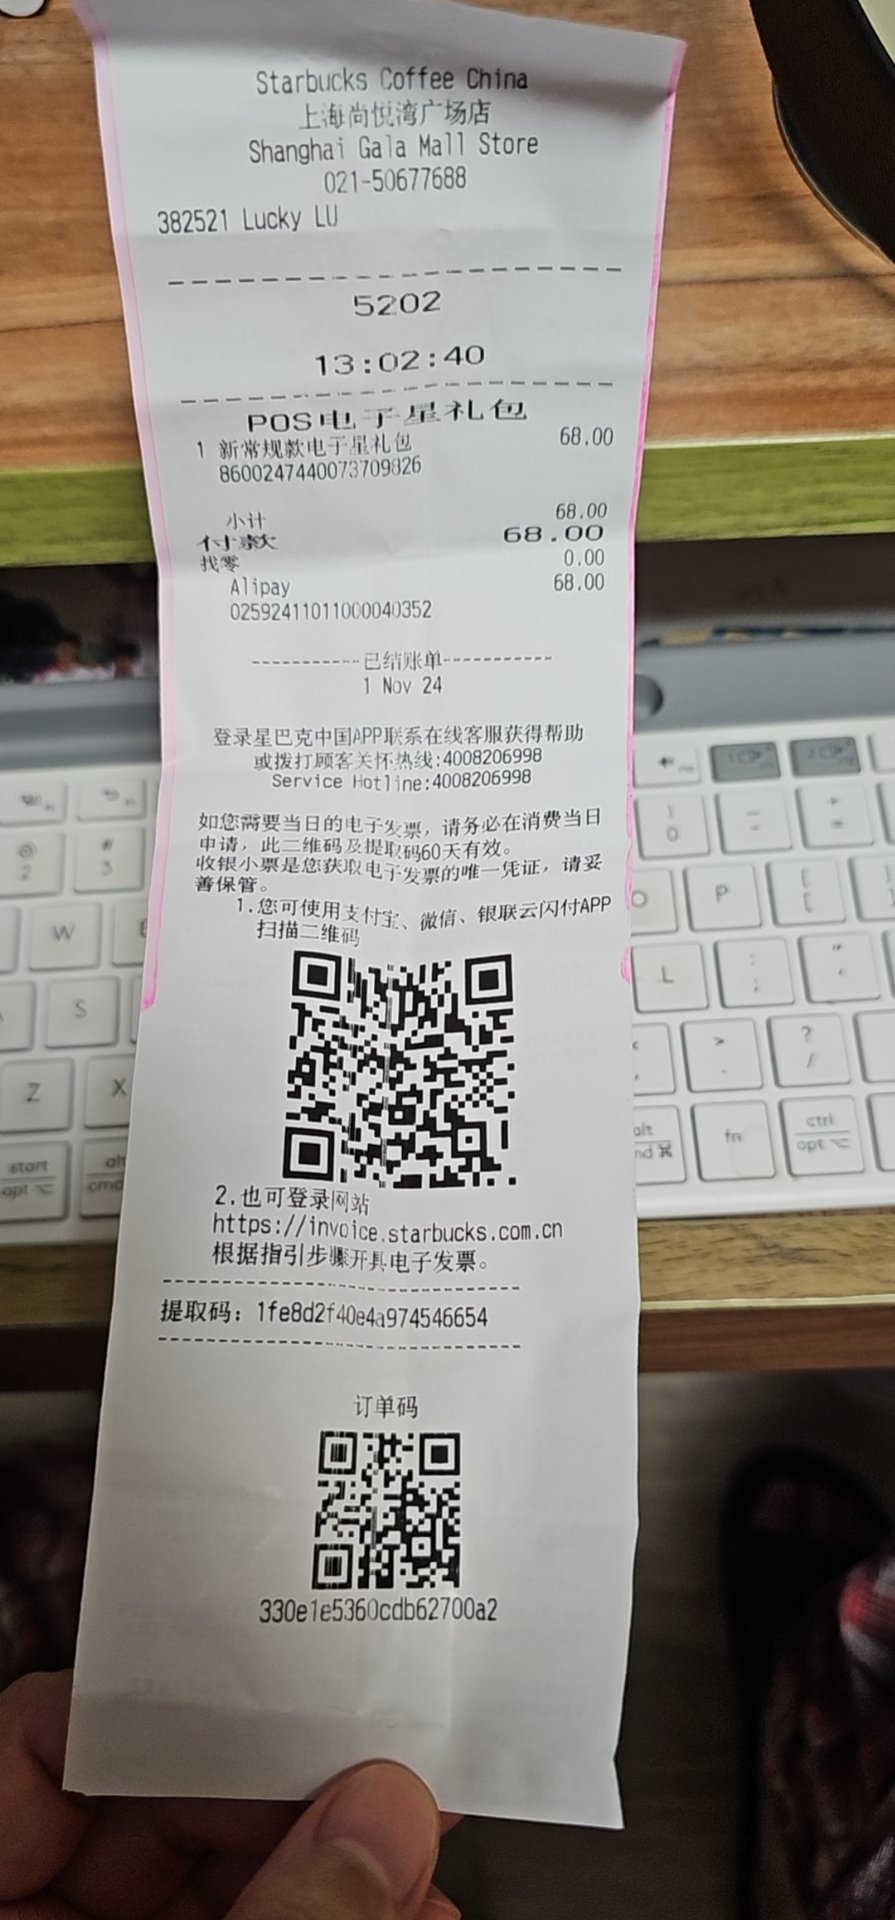 Starbucks Coffee China
上海尚悦湾广场店
Shanghai Gala Mall Store
021-50677688
382521 Lucky LU
5202
13:02:40
POS电子星礼包
1 新常规款电子星礼包 68.00
8600247440073709826
小计 68.00
付款 68.00
找零 0.00
Alipay 68.00
02592411011000040352
-----------已结账单-----------
1 Nov 24
登录星巴克中国APP联系在线客服获得帮助
或拨打顾客关怀热线:4008206998
Service Hotline:4008206998
如您需要当日的电子发票，请务必在消费当日
申请，此二维码及提取码60天有效。
收银小票是您获取电子发票的唯一凭证，请妥
善保管。
1.您可使用支付宝、微信、银联云闪付APP
扫描二维码
2.也可登录网站
https://invoice.starbucks.com.cn
根据指引步骤开具电子发票。
提取码：1fe8d2f40e4a974546654
订单码
330e1e5360cdb62700a2
@
2
#
3
)
0
-
+
=
W
O
P
{
[
S
L
:
;
"
Z
X
>
.
?
/
start
opt
alt
cmd
alt
fn
ctrl
opt